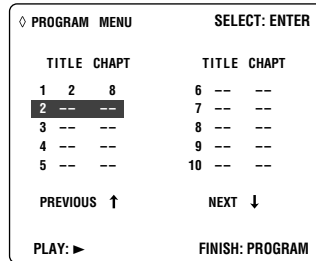 ◊ PROGRAM MENU SELECT: ENTER
TITLE CHAPT TITLE CHAPT
1 2 8 6 -- --
2 -- -- 7 -- --
3 -- -- 8 -- --
4 -- -- 9 -- --
5 -- -- 10 -- --
PREVIOUS ↑ NEXT ↓
PLAY: ► FINISH: PROGRAM